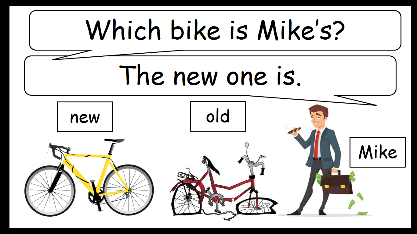 Which bike is Mike's?
The new one is.
new
old
Mike